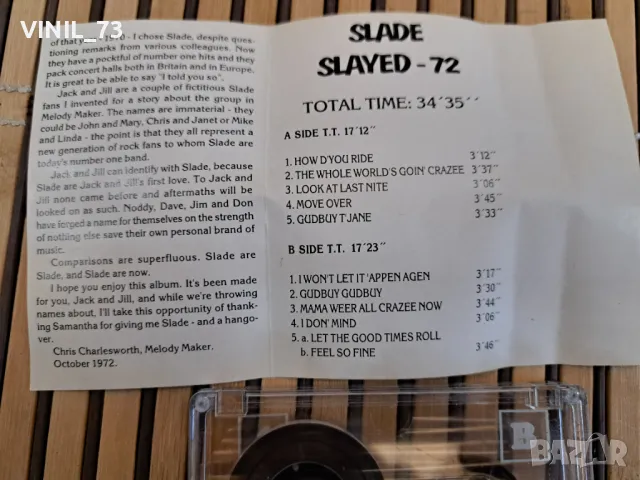 VINIL_73
of that 1970 - I chose Slade, despite ques-
tioning remarks from various colleagues. Now
they have a pocktful of number one hits and they
pack concert halls both in Britain and in Europe.
It is great to be able to say "I told you so".
Jack and Jill are a couple of fictitious Slade
fans I invented for a story about the group in
Melody Maker. The names are immaterial - they
could be John and Mary, Chris and Janet or Mike
and Linda - the point is that they all represent a
new generation of rock fans to whom Slade are
today's number one band.
Jack and Jill can identify with Slade, because
Slade are Jack and Jill's first love. To Jack and
Jill none came before and aftermaths will be
looked on as such. Noddy, Dave, Jim and Don
have forged a name for themselves on the strength
of nothing else save their own personal brand of
music.
Comparisons are superfluous. Slade are
Slade, and Slade are now.
I hope you enjoy this album. It's been made
for you, Jack and Jill, and while we're throwing
names about, I'll take this opportunity of thank-
ing Samantha for giving me Slade - and a hango-
ver.
Chris Charlesworth, Melody Maker.
October 1972.
SLADE
SLAYED - 72
TOTAL TIME: 34´35´´
A SIDE T.T. 17´12´´
1. HOW D'YOU RIDE 3´12´´
2. THE WHOLE WORLD'S GOIN' CRAZEE 3´37´´
3. LOOK AT LAST NITE 3´06´´
4. MOVE OVER 3´45´´
5. GUDBUY T JANE 3´33´´
B SIDE T.T. 17´23´´
1. I WON'T LET IT 'APPEN AGEN 3´17´´
2. GUDBUY GUDBUY 3´30´´
3. MAMA WEER ALL CRAZEE NOW 3´44´´
4. I DON' MIND 3´06´´
5. a. LET THE GOOD TIMES ROLL
b. FEEL SO FINE 3´46´´
B
BAZAR